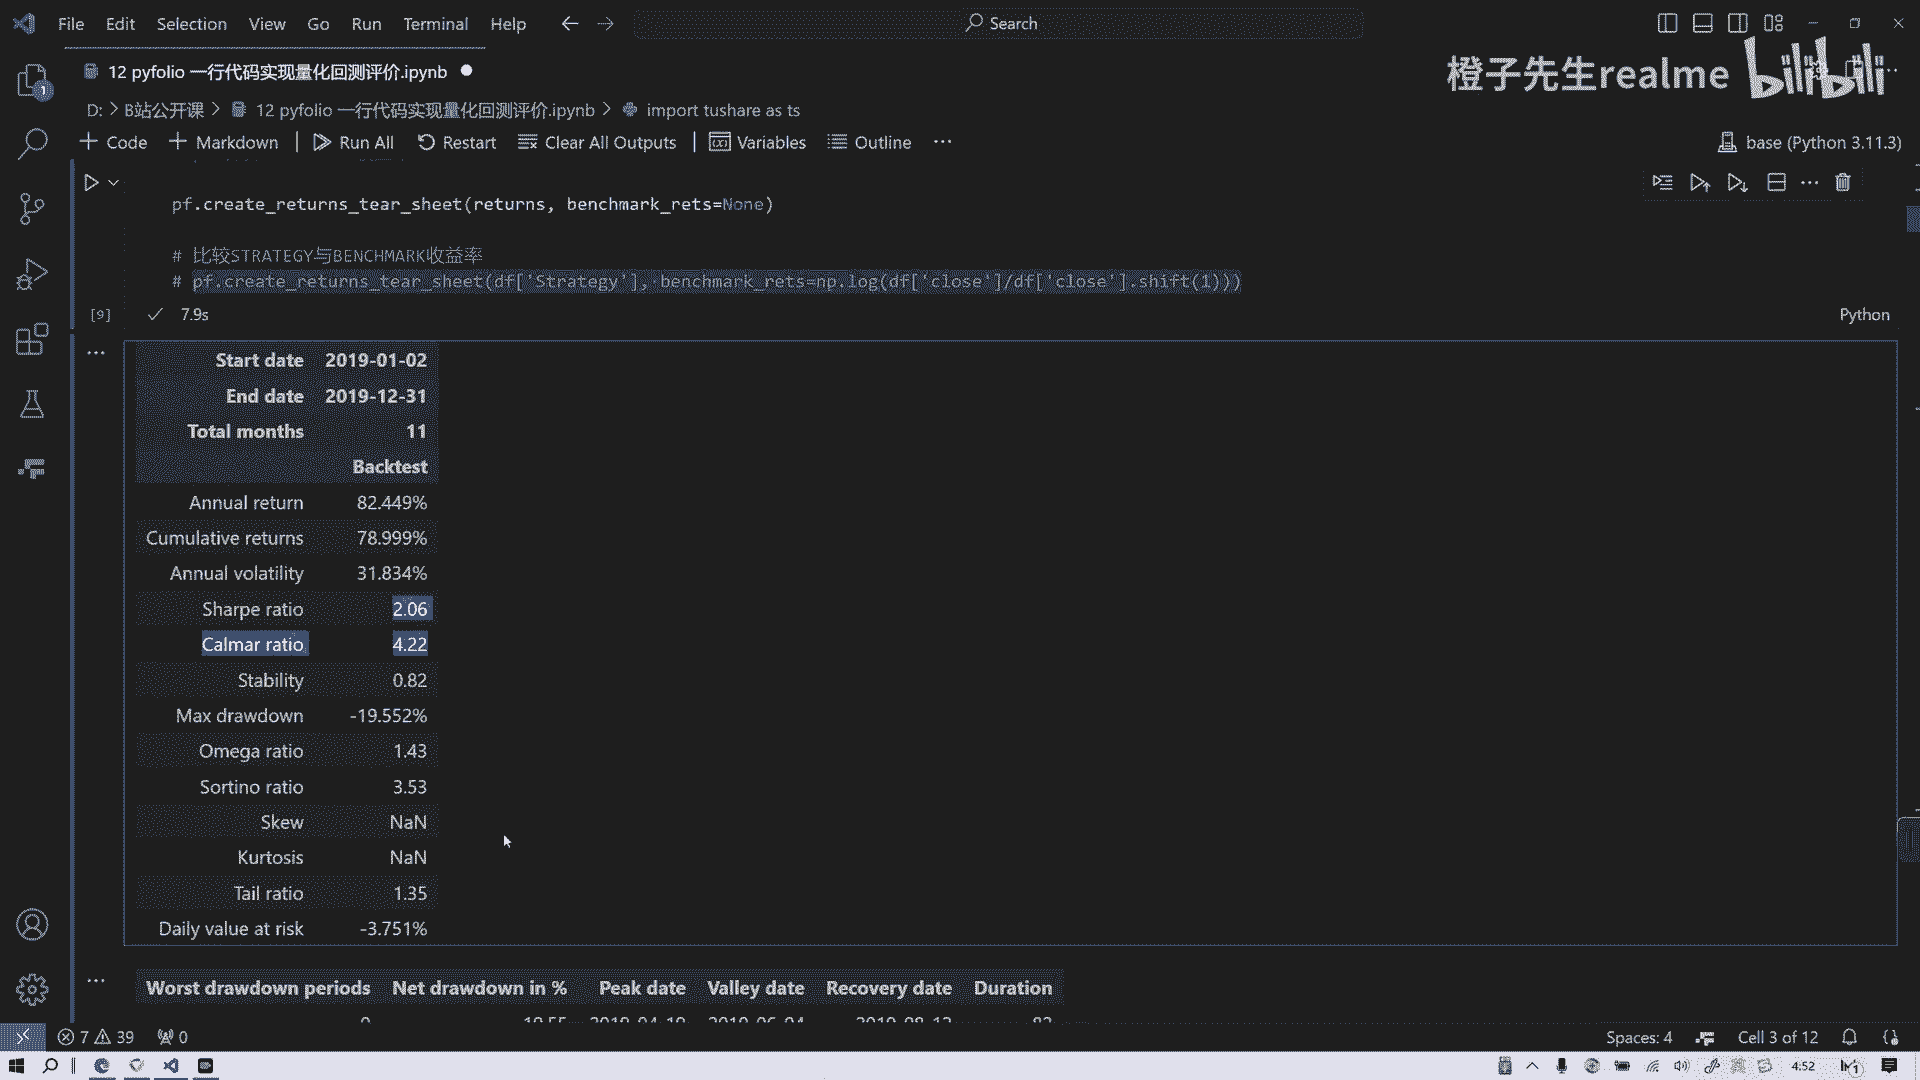 File Edit Selection View Go Run Terminal Help
Search
12 pyfolio 一行代码实现量化回测评价.ipynb
橙子先生realme bilibili
D: > B站公开课 > 12 pyfolio 一行代码实现量化回测评价.ipynb > import tushare as ts
+ Code + Markdown Run All Restart Clear All Outputs Variables Outline ...
base (Python 3.11.3)
pf.create_returns_tear_sheet(returns, benchmark_rets=None)
# 比较STRATEGY与BENCHMARK收益率
# pf.create_returns_tear_sheet(df['Strategy'], benchmark_rets=np.log(df['close']/df['close'].shift(1)))
[9] 7.9s
Python
Start date 2019-01-02
End date 2019-12-31
Total months 11
Backtest
Annual return 82.449%
Cumulative returns 78.999%
Annual volatility 31.834%
Sharpe ratio 2.06
Calmar ratio 4.22
Stability 0.82
Max drawdown -19.552%
Omega ratio 1.43
Sortino ratio 3.53
Skew NaN
Kurtosis NaN
Tail ratio 1.35
Daily value at risk -3.751%
Worst drawdown periods Net drawdown in % Peak date Valley date Recovery date Duration
7 39 0
Spaces: 4 Cell 3 of 12
4:52